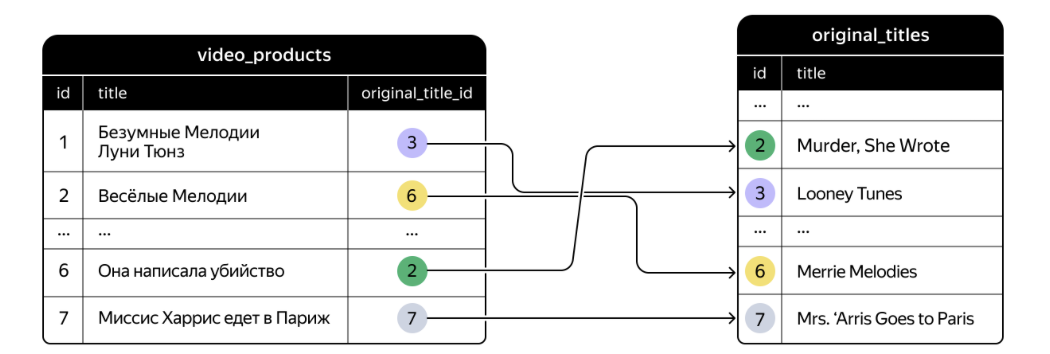 video_products
id title original_title_id
1 Безумные Мелодии
Луни Тюнз 3
2 Весёлые Мелодии 6
... ... ...
6 Она написала убийство 2
7 Миссис Харрис едет в Париж 7
original_titles
id title
... ...
2 Murder, She Wrote
3 Looney Tunes
... ...
6 Merrie Melodies
7 Mrs. ‘Arris Goes to Paris